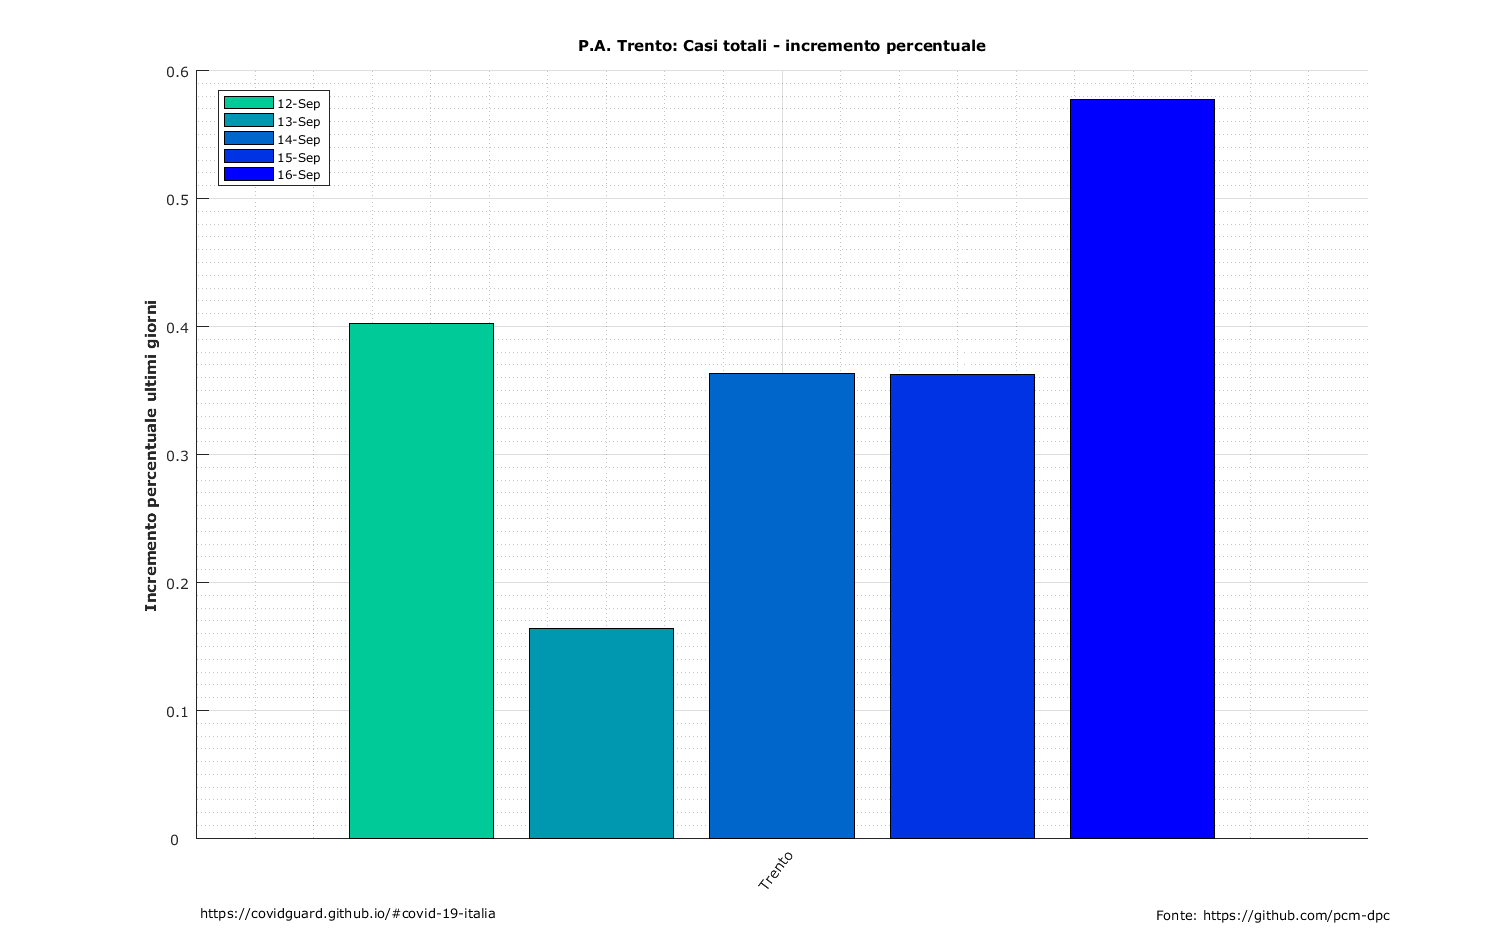 P.A. Trento: Casi totali - incremento percentuale
0.6
0.5
0.4
0.3
0.2
0.1
0
Incremento percentuale ultimi giorni
12-Sep
13-Sep
14-Sep
15-Sep
16-Sep
Trento
https://covidguard.github.io/#covid-19-italia
Fonte: https://github.com/pcm-dpc